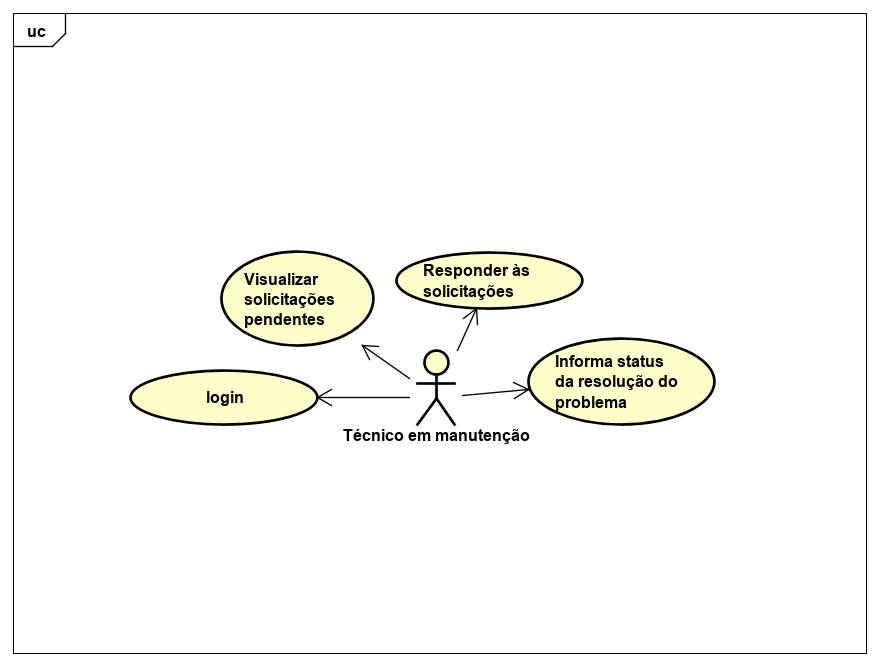 uc
Visualizar
solicitações
pendentes
Responder às
solicitações
Informa status
da resolução do
problema
login
Técnico em manutenção